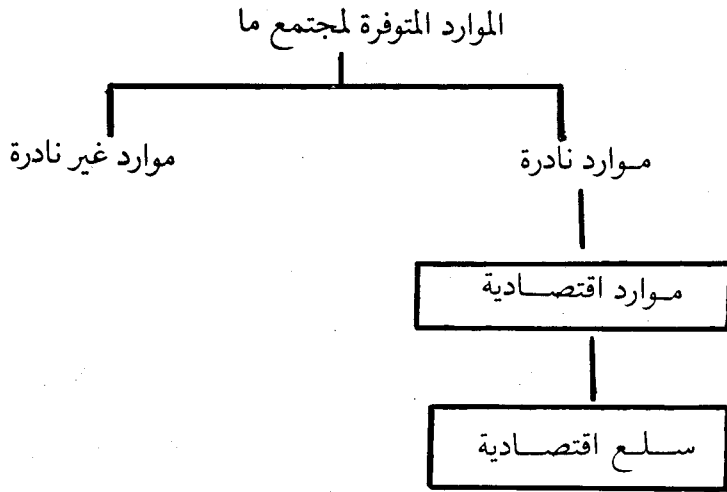 الموارد المتوفرة لمجتمع ما
موارد نادرة
موارد غير نادرة
موارد اقتصادية
سلع اقتصادية